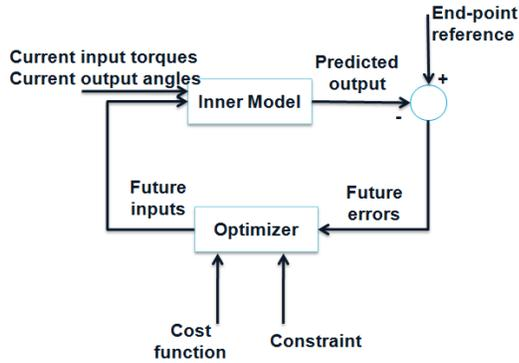 End-point
reference
Current input torques
Current output angles
Predicted
output
+
Inner Model
-
Future
inputs
Future
errors
Optimizer
Cost
function
Constraint